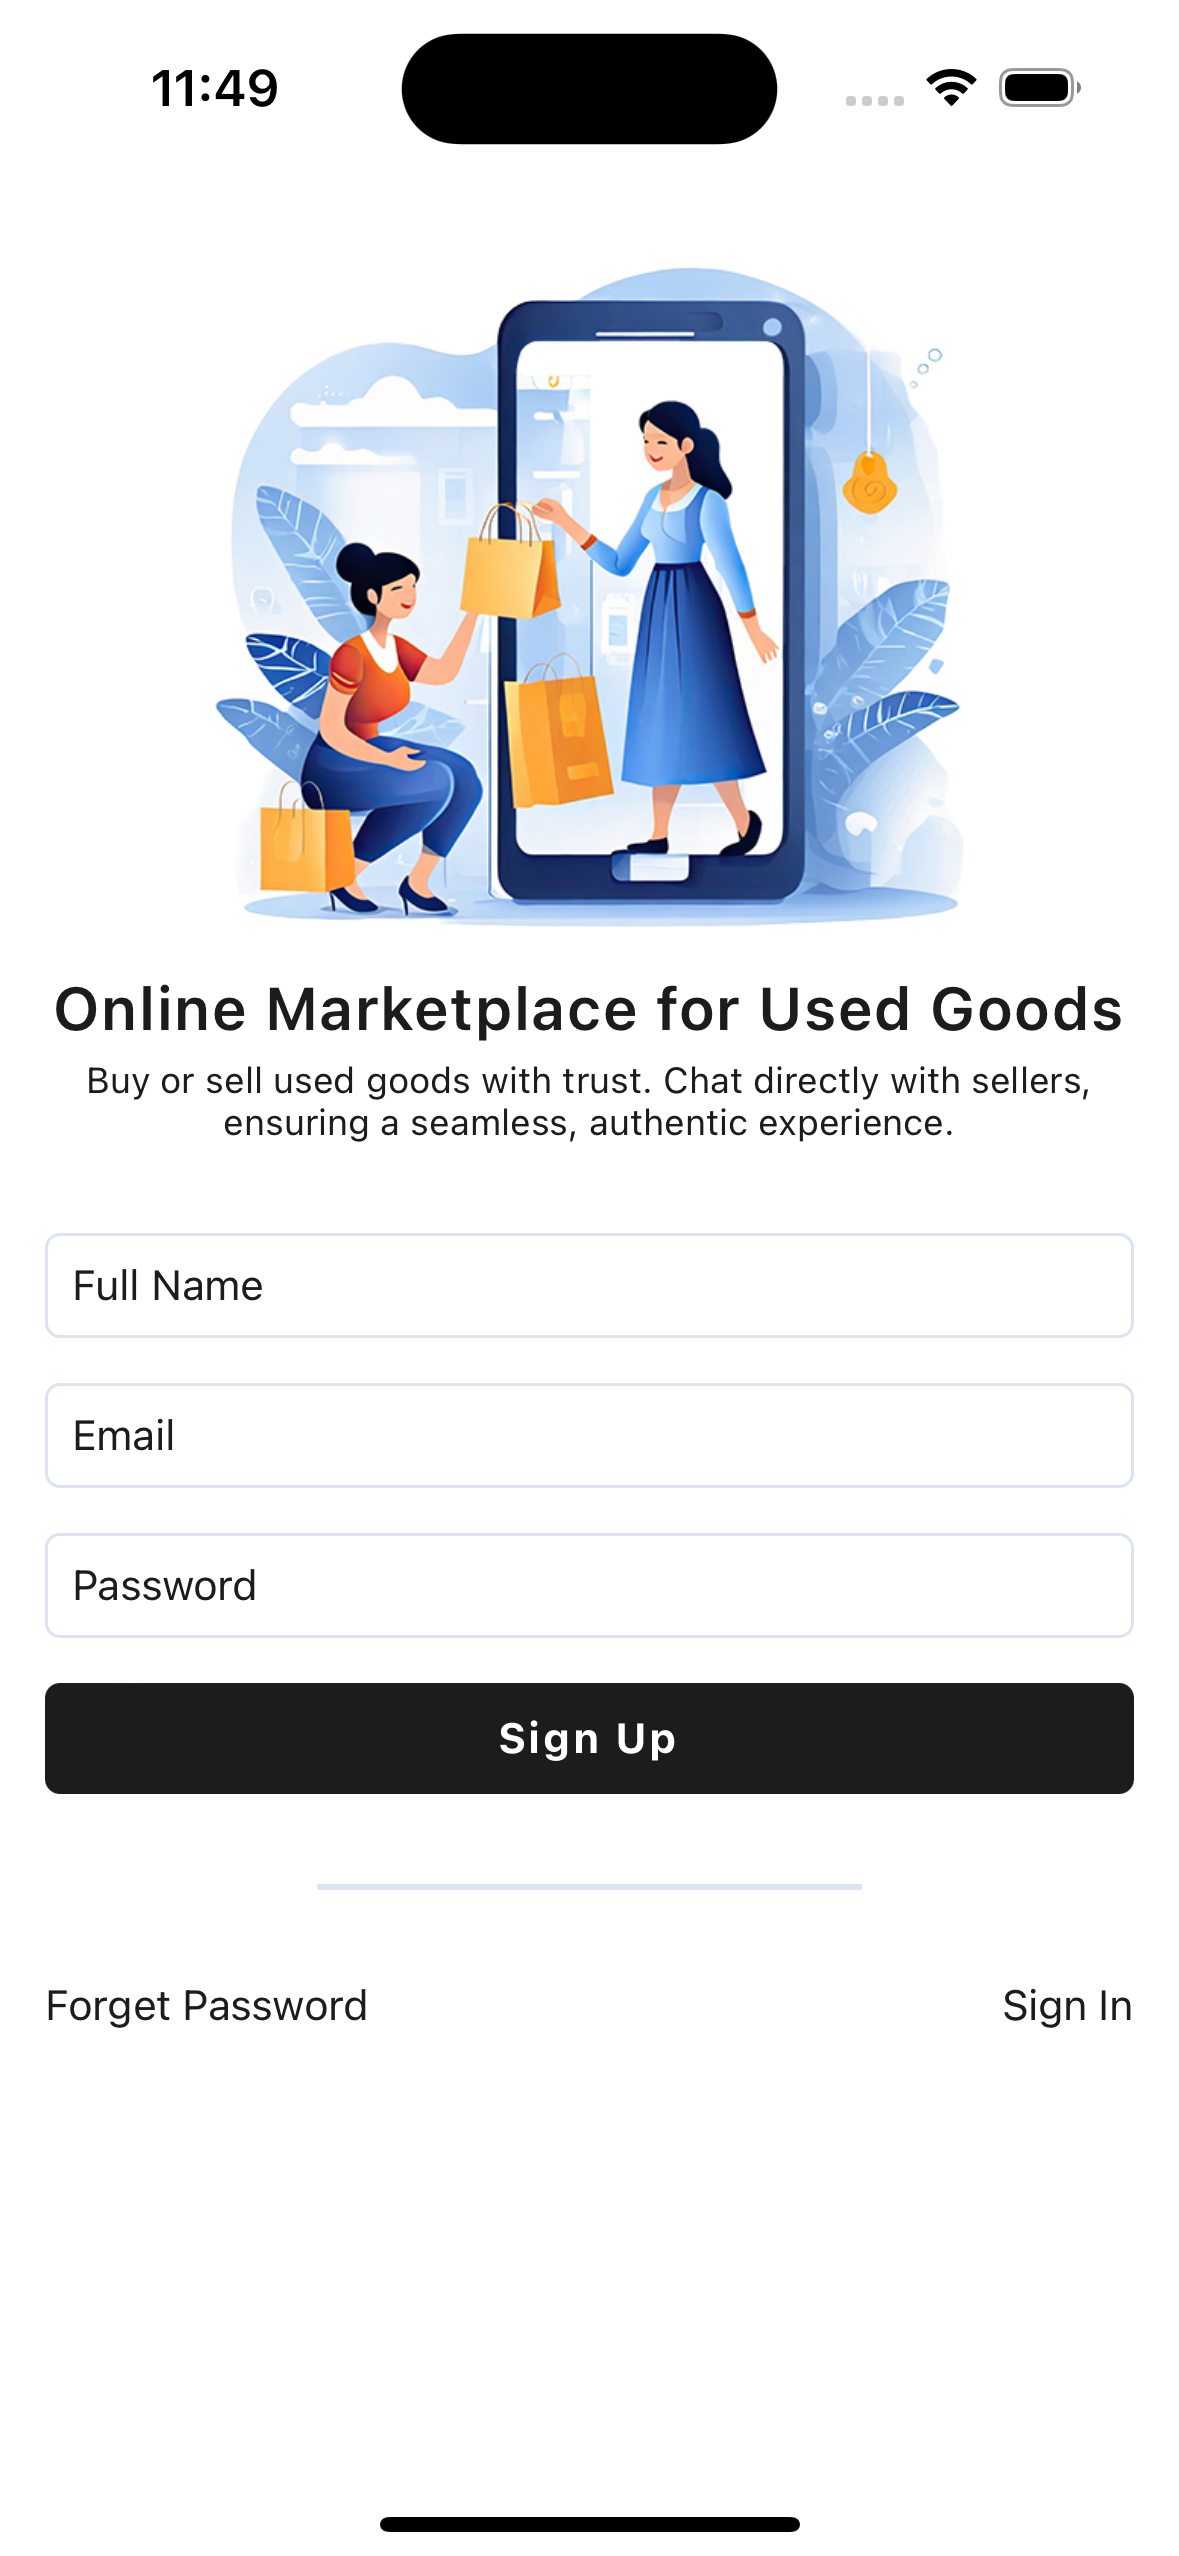 11:49
Online Marketplace for Used Goods
Buy or sell used goods with trust. Chat directly with sellers,
ensuring a seamless, authentic experience.
Full Name
Email
Password
Sign Up
Forget Password
Sign In